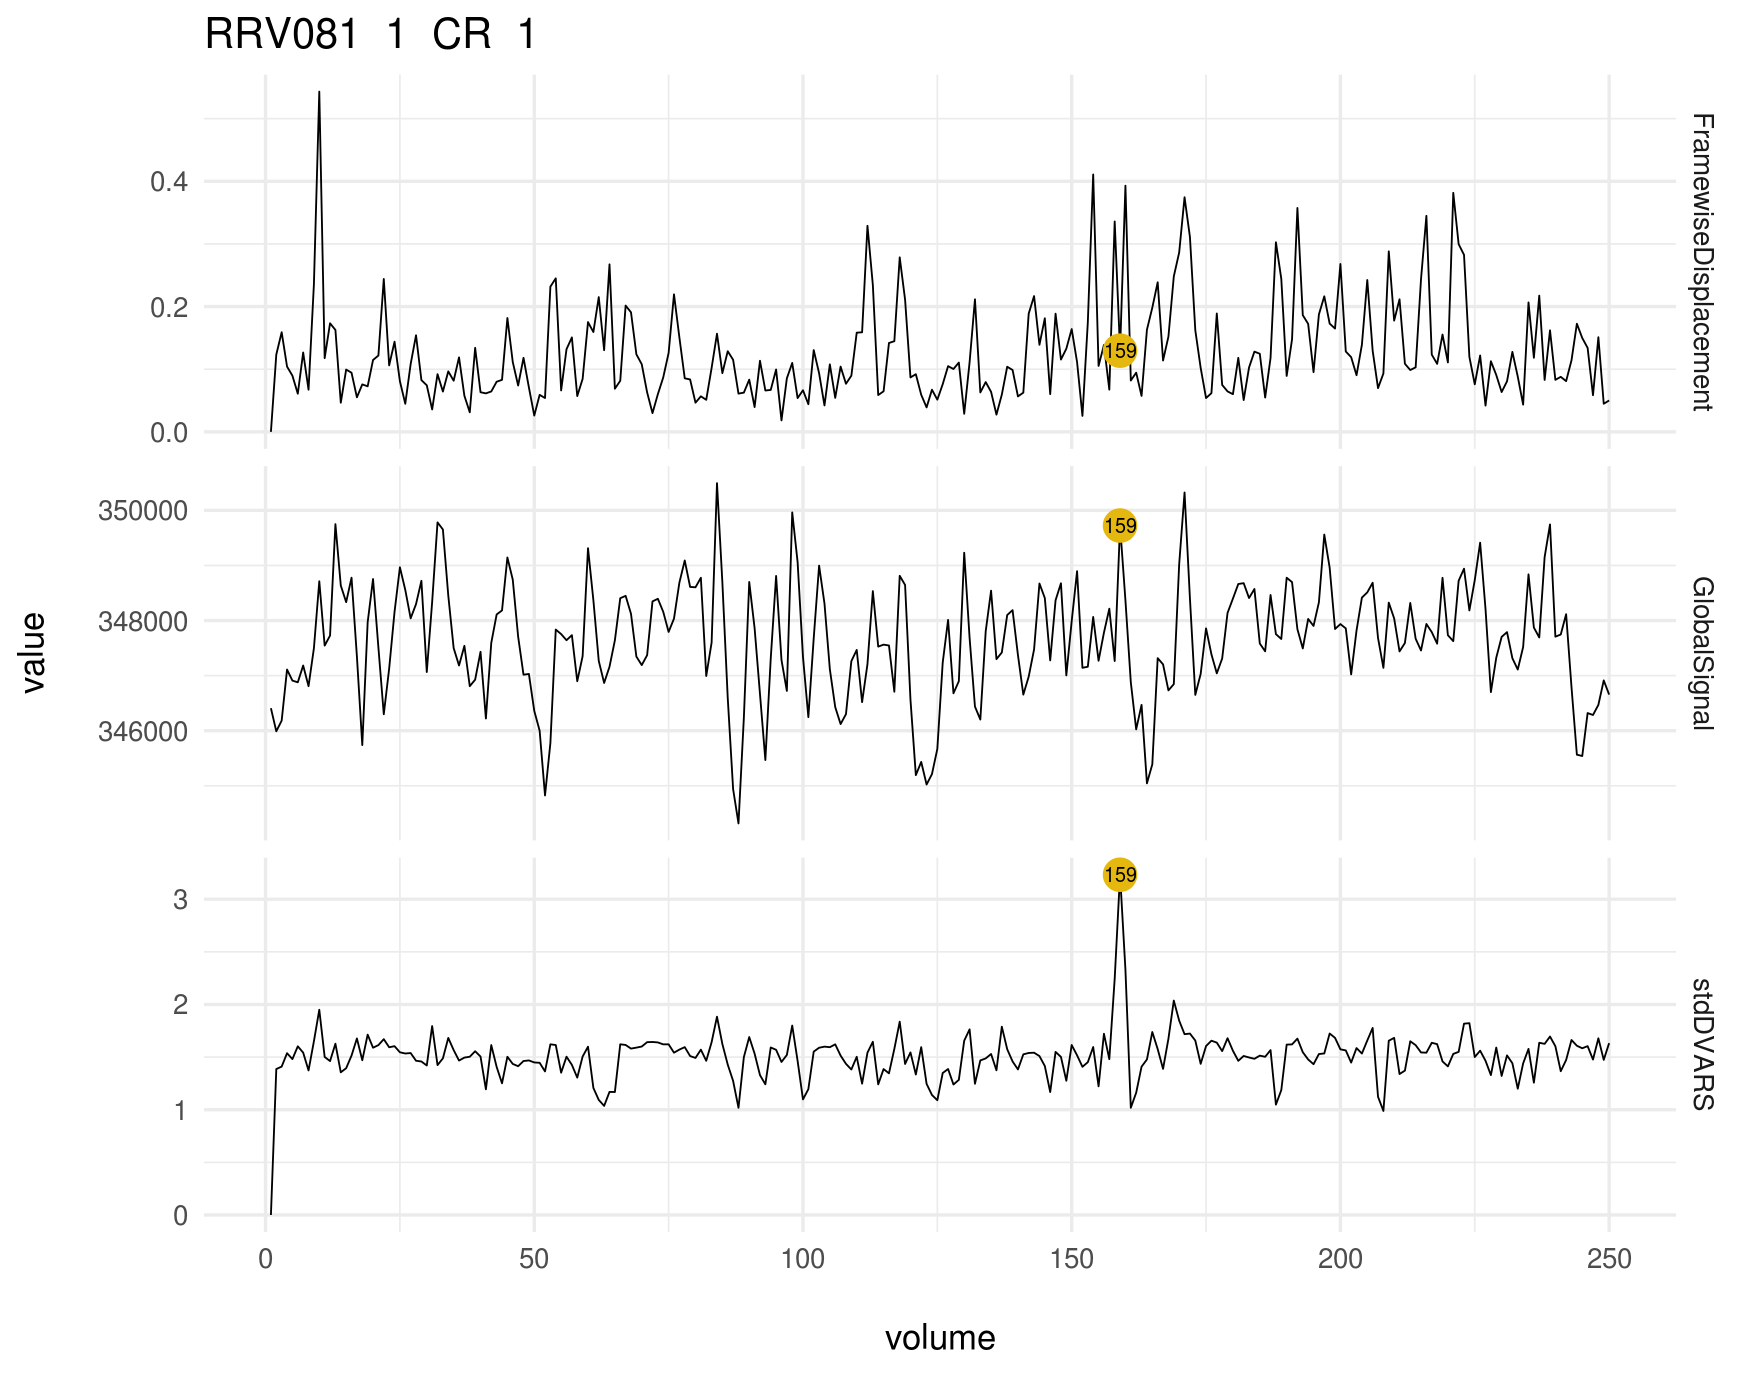 RRV081 1 CR 1
0.4
0.2
0.0
159
FramewiseDisplacement
350000
348000
346000
159
GlobalSignal
value
3
2
1
0
159
stdDVARS
0 50 100 150 200 250
volume